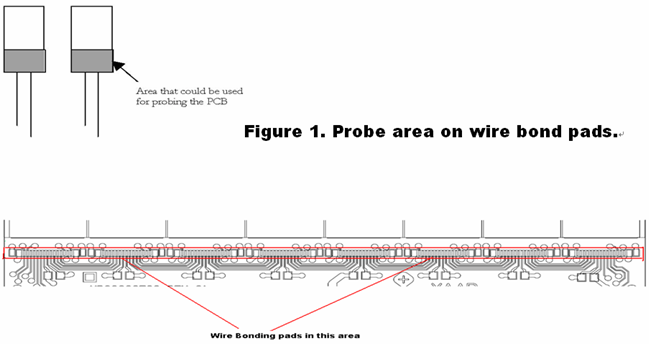 Area that could be used
for probing the PCB
Figure 1. Probe area on wire bond pads.
Wire Bonding pads in this area